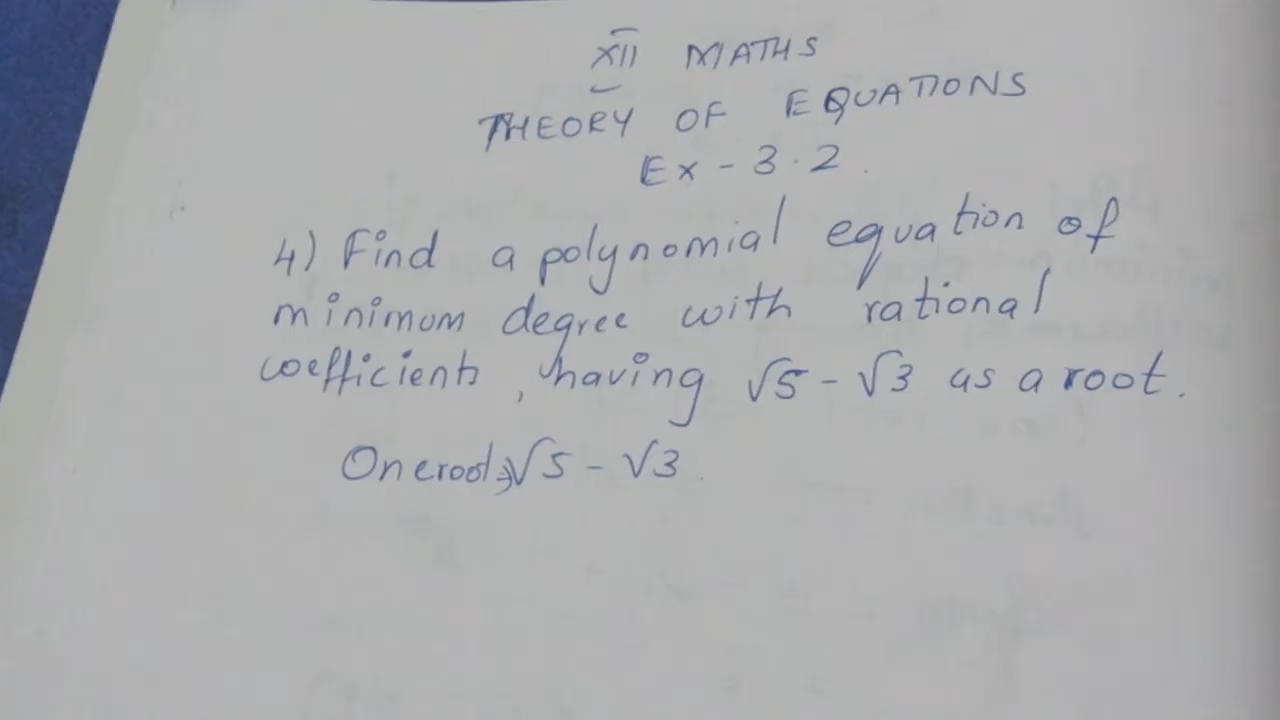 XII MATHS
THEORY OF EQUATIONS
Ex - 3.2
4) Find a polynomial equation of
minimum degree with rational
coefficients, having √5 - √3 as a root.
One root ⇒ √5 - √3